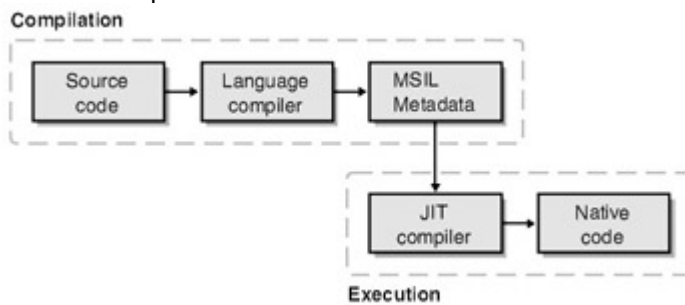 Compilation
Source
code
Language
compiler
MSIL
Metadata
JIT
compiler
Native
code
Execution